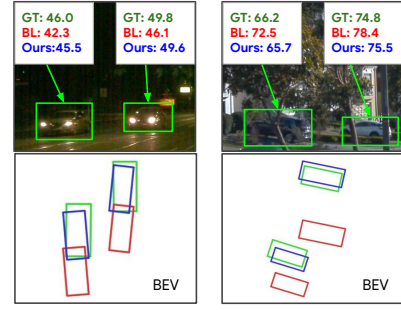 GT: 46.0
BL: 42.3
Ours:45.5
GT: 49.8
BL: 46.1
Ours: 49.6
GT: 66.2
BL: 72.5
Ours: 65.7
GT: 74.8
BL: 78.4
Ours: 75.5
BEV
BEV